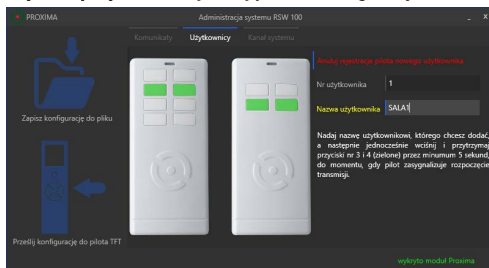 PROXIMA
Administracja systemu RSW 100
_ X
Komunikaty Użytkownicy Kanał systemu
Anuluj rejestrację pilota nowego użytkownika
Nr użytkownika 1
Nazwa użytkownika SALA1
Zapisz konfigurację do pliku
Nadaj nazwę użytkownikowi, którego chcesz dodać,
a następnie jednocześnie wciśnij i przytrzymaj
przyciski nr 3 i 4 (zielone) przez minumum 5 sekund,
do momentu, gdy pilot zasygnalizuje rozpoczęcie
transmisji.
Prześlij konfigurację do pilota TFT
wykryto moduł Proxima